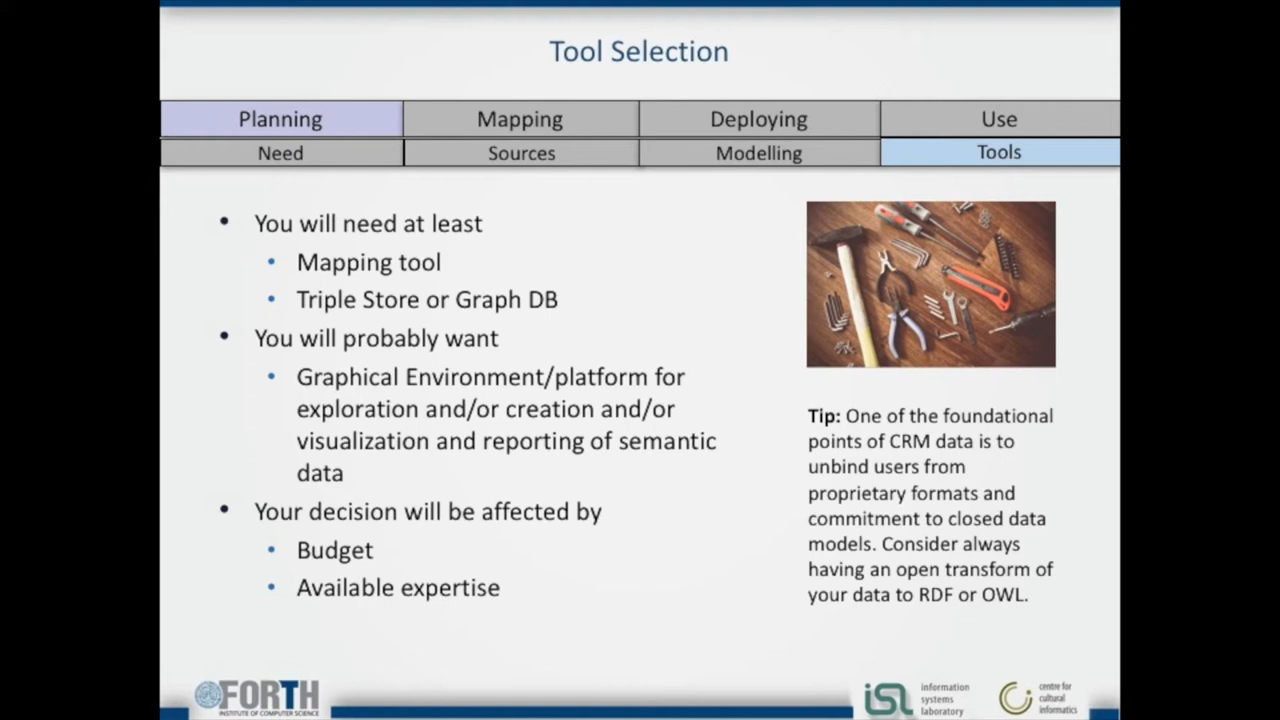 Tool Selection
Planning Mapping Deploying Use
Need Sources Modelling Tools
• You will need at least
• Mapping tool
• Triple Store or Graph DB
• You will probably want
• Graphical Environment/platform for
exploration and/or creation and/or
visualization and reporting of semantic
data
• Your decision will be affected by
• Budget
• Available expertise
Tip: One of the foundational
points of CRM data is to
unbind users from
proprietary formats and
commitment to closed data
models. Consider always
having an open transform of
your data to RDF or OWL.
FORTH
INSTITUTE OF COMPUTER SCIENCE
isl
information
systems
laboratory
centre for
cultural
informatics